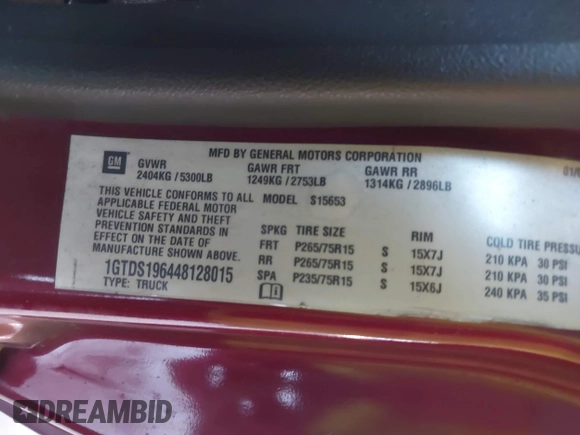 MFD BY GENERAL MOTORS CORPORATION
GM GVWR GAWR FRT GAWR RR
2404KG / 5300LB 1249KG / 2753LB 1314KG / 2896LB
THIS VEHICLE CONFORMS TO ALL
APPLICABLE FEDERAL MOTOR
VEHICLE SAFETY AND THEFT
PREVENTION STANDARDS IN
EFFECT ON THE DATE OF
MANUFACTURE SHOWN ABOVE.
1GTDS196448128015
TYPE: TRUCK
MODEL S15653
SPKG TIRE SIZE RIM COLD TIRE PRESSU
FRT P265/75R15 S 15X7J 210 KPA 30 PSI
RR P265/75R15 S 15X7J 210 KPA 30 PSI
SPA P235/75R15 S 15X6J 240 KPA 35 PSI
DREAMBID